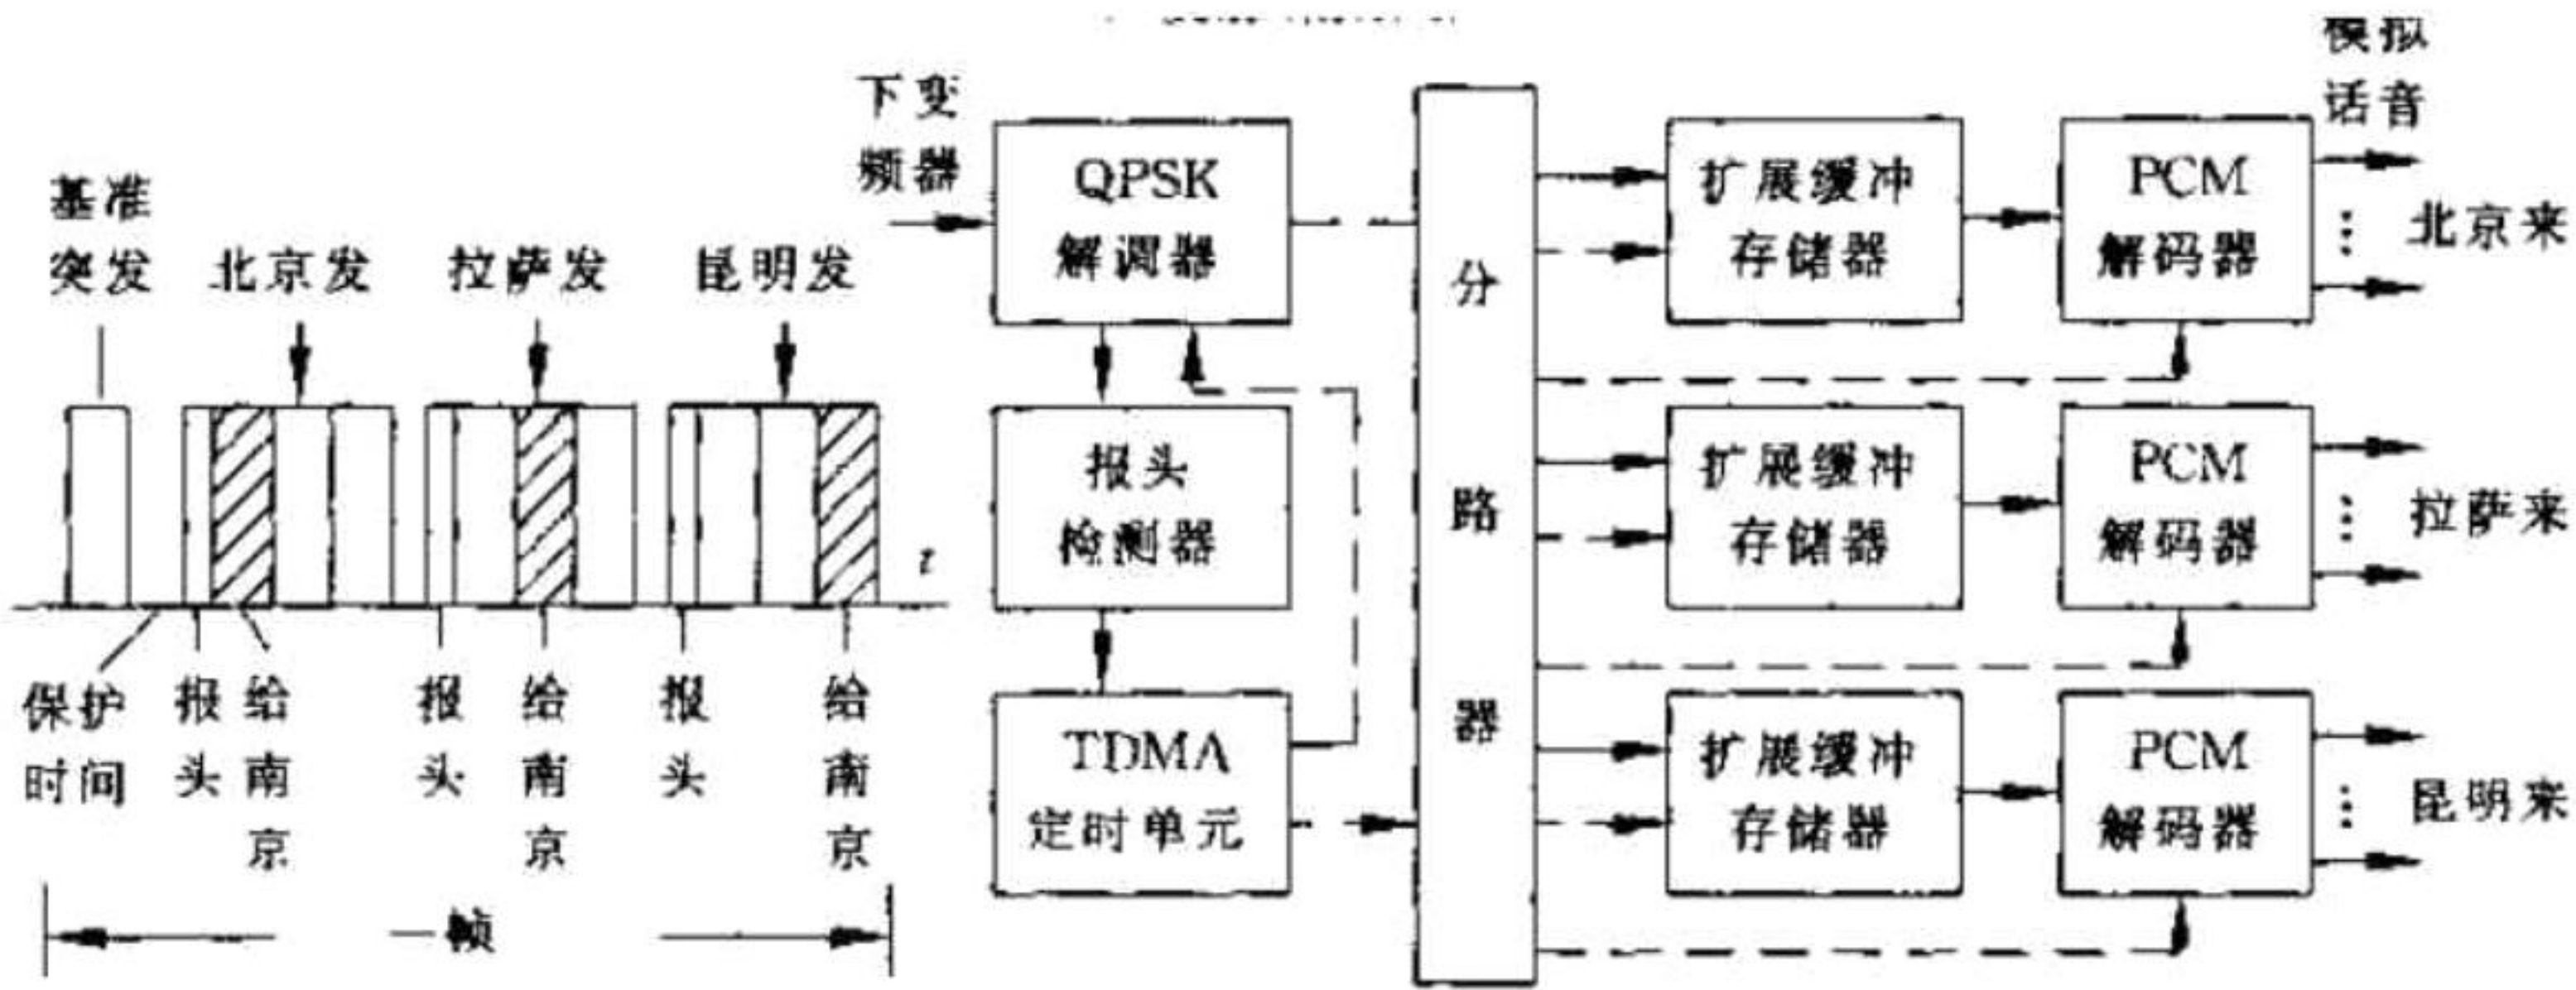 模拟
话音
下变
频器
基准
突发
北京发
拉萨发
昆明发
t
保护
时间
报
头
给
南
京
报
头
给
南
京
报
头
给
南
京
一帧
QPSK
解调器
报头
检测器
TDMA
定时单元
分
路
器
扩展缓冲
存储器
PCM
解码器
北京来
扩展缓冲
存储器
PCM
解码器
拉萨来
扩展缓冲
存储器
PCM
解码器
昆明来